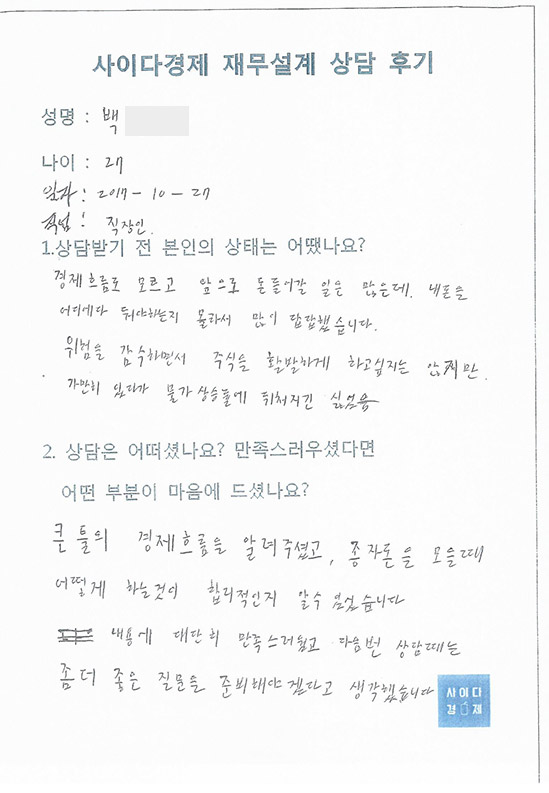 사이다경제 재무설계 상담 후기
성명 : 백
나이 : 27
일자 : 2017-10-27
직업 : 직장인.
1.상담받기 전 본인의 상태는 어땠나요?
경제흐름도 모르고 앞으로 돈들어갈 일은 많은데, 내돈을
어디에다 둬야하는지 몰라서 많이 답답했습니다.
위험을 감수하면서 주식을 활발하게 하고싶지는 않지만.
가만히 있다가 물가상승률에 뒤쳐지긴 싫었음
2. 상담은 어떠셨나요? 만족스러우셨다면
어떤 부분이 마음에 드셨나요?
큰 틀의 경제흐름을 알려주셨고, 종자돈을 모을때
어떻게 하는것이 합리적인지 알수 있었습니다
내용에 대단히 만족스러웠고 다음번 상담때는
좀더 좋은 질문을 준비해야겠다고 생각했습니다
사이다
경제